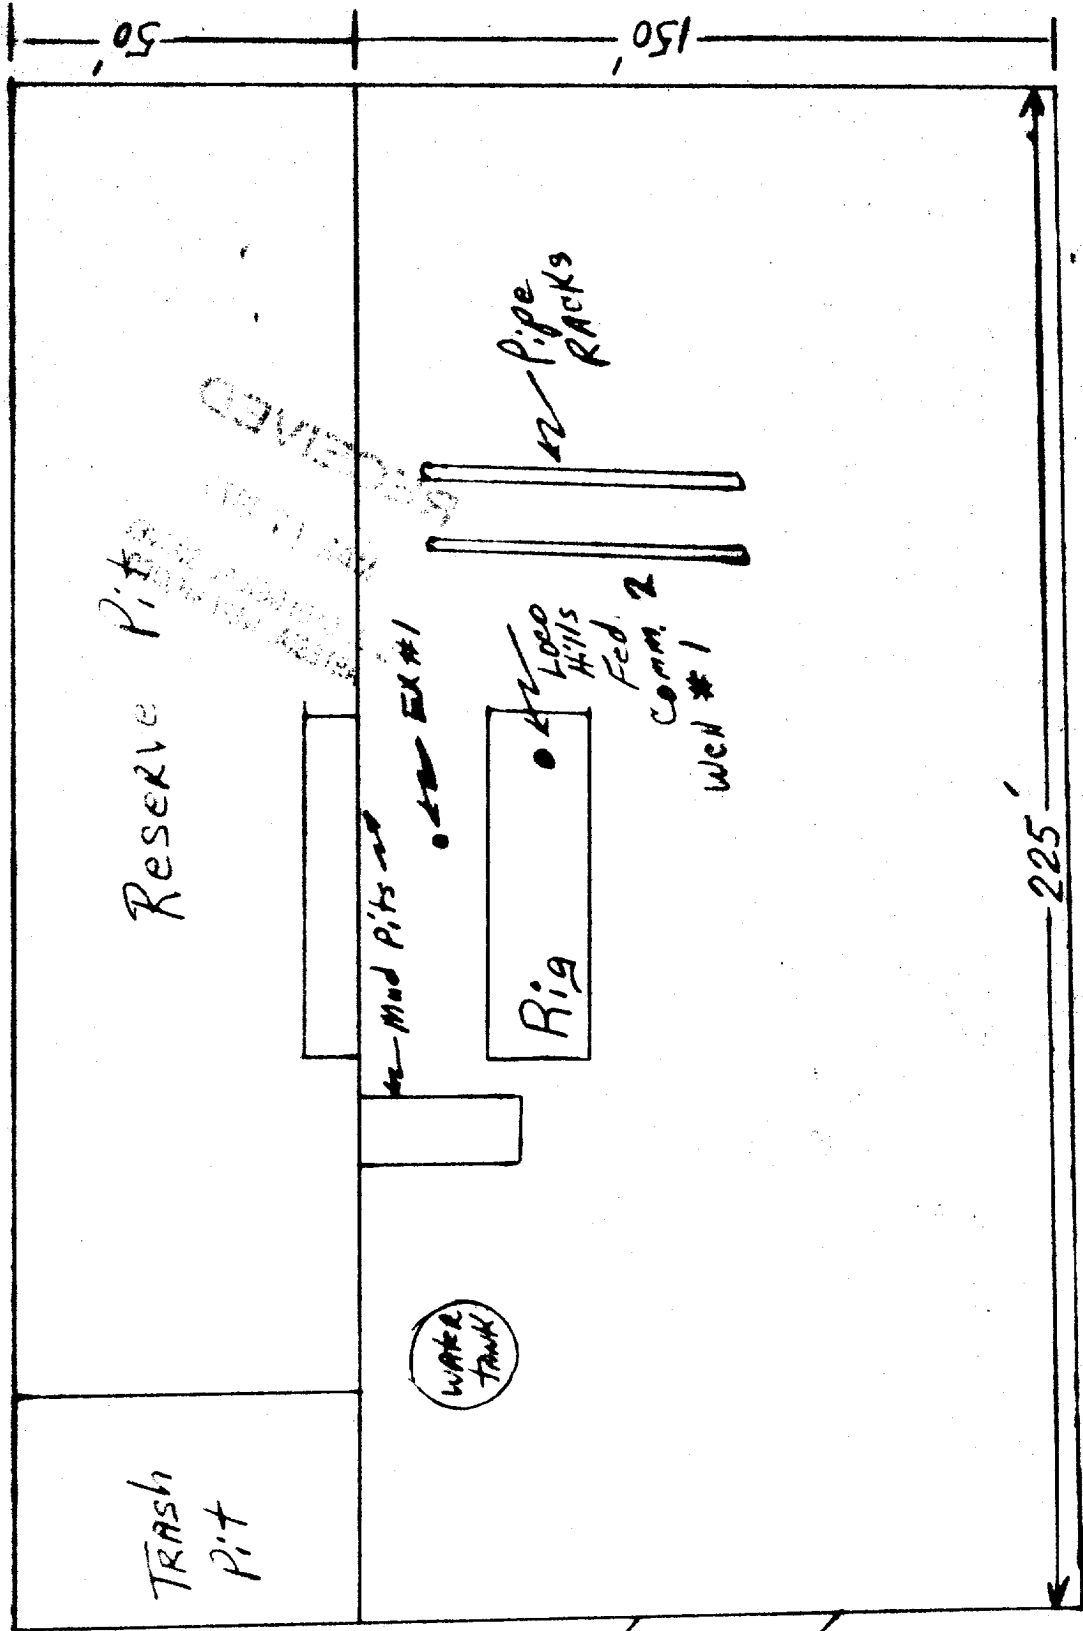 50'
150'
TRASH
Pit
Reserve Pit
RECEIVED
Mud Pits
EX #1
Rig
Loco
Hills
Fed.
Comm. 2
Well #1
Pipe
RACKS
WATER
TANK
225'